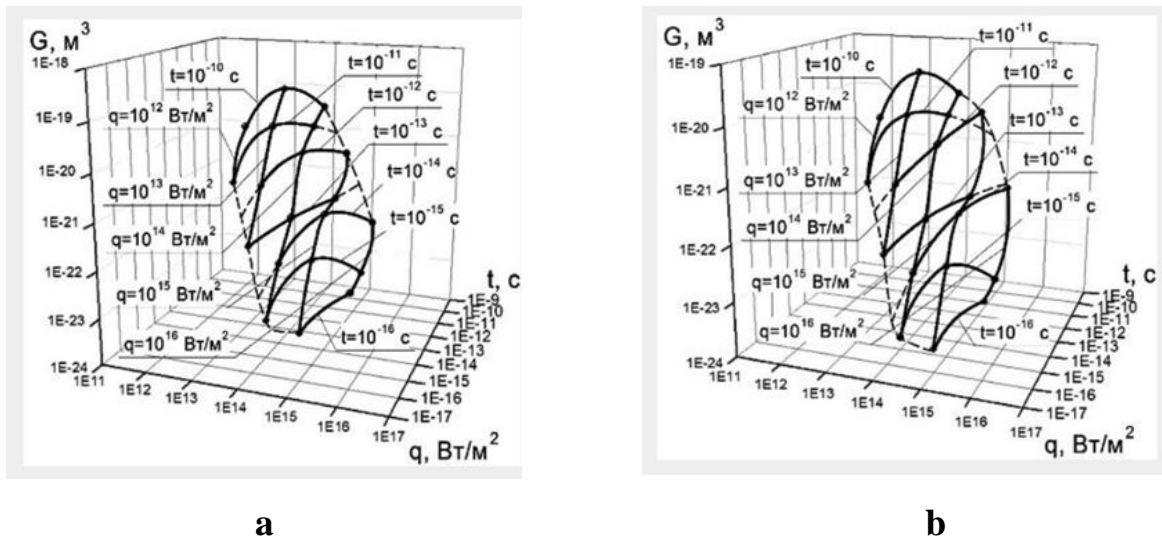 G, м³
1E-18
1E-19
1E-20
1E-21
1E-22
1E-23
1E-24
t=10⁻¹⁰ с
t=10⁻¹¹ с
t=10⁻¹² с
t=10⁻¹³ с
t=10⁻¹⁴ с
t=10⁻¹⁵ с
t=10⁻¹⁶ с
q=10¹² Вт/м²
q=10¹³ Вт/м²
q=10¹⁴ Вт/м²
q=10¹⁵ Вт/м²
q=10¹⁶ Вт/м²
t, с
1E-9
1E-10
1E-11
1E-12
1E-13
1E-14
1E-15
1E-16
1E-17
1E11
1E12
1E13
1E14
1E15
1E16
1E17
q, Вт/м²
a
G, м³
1E-19
1E-20
1E-21
1E-22
1E-23
1E-24
t=10⁻¹⁰ с
t=10⁻¹¹ с
t=10⁻¹² с
t=10⁻¹³ с
t=10⁻¹⁴ с
t=10⁻¹⁵ с
t=10⁻¹⁶ с
q=10¹² Вт/м²
q=10¹³ Вт/м²
q=10¹⁴ Вт/м²
q=10¹⁵ Вт/м²
q=10¹⁶ Вт/м²
t, с
1E-9
1E-10
1E-11
1E-12
1E-13
1E-14
1E-15
1E-16
1E-17
1E11
1E12
1E13
1E14
1E15
1E16
1E17
q, Вт/м²
b